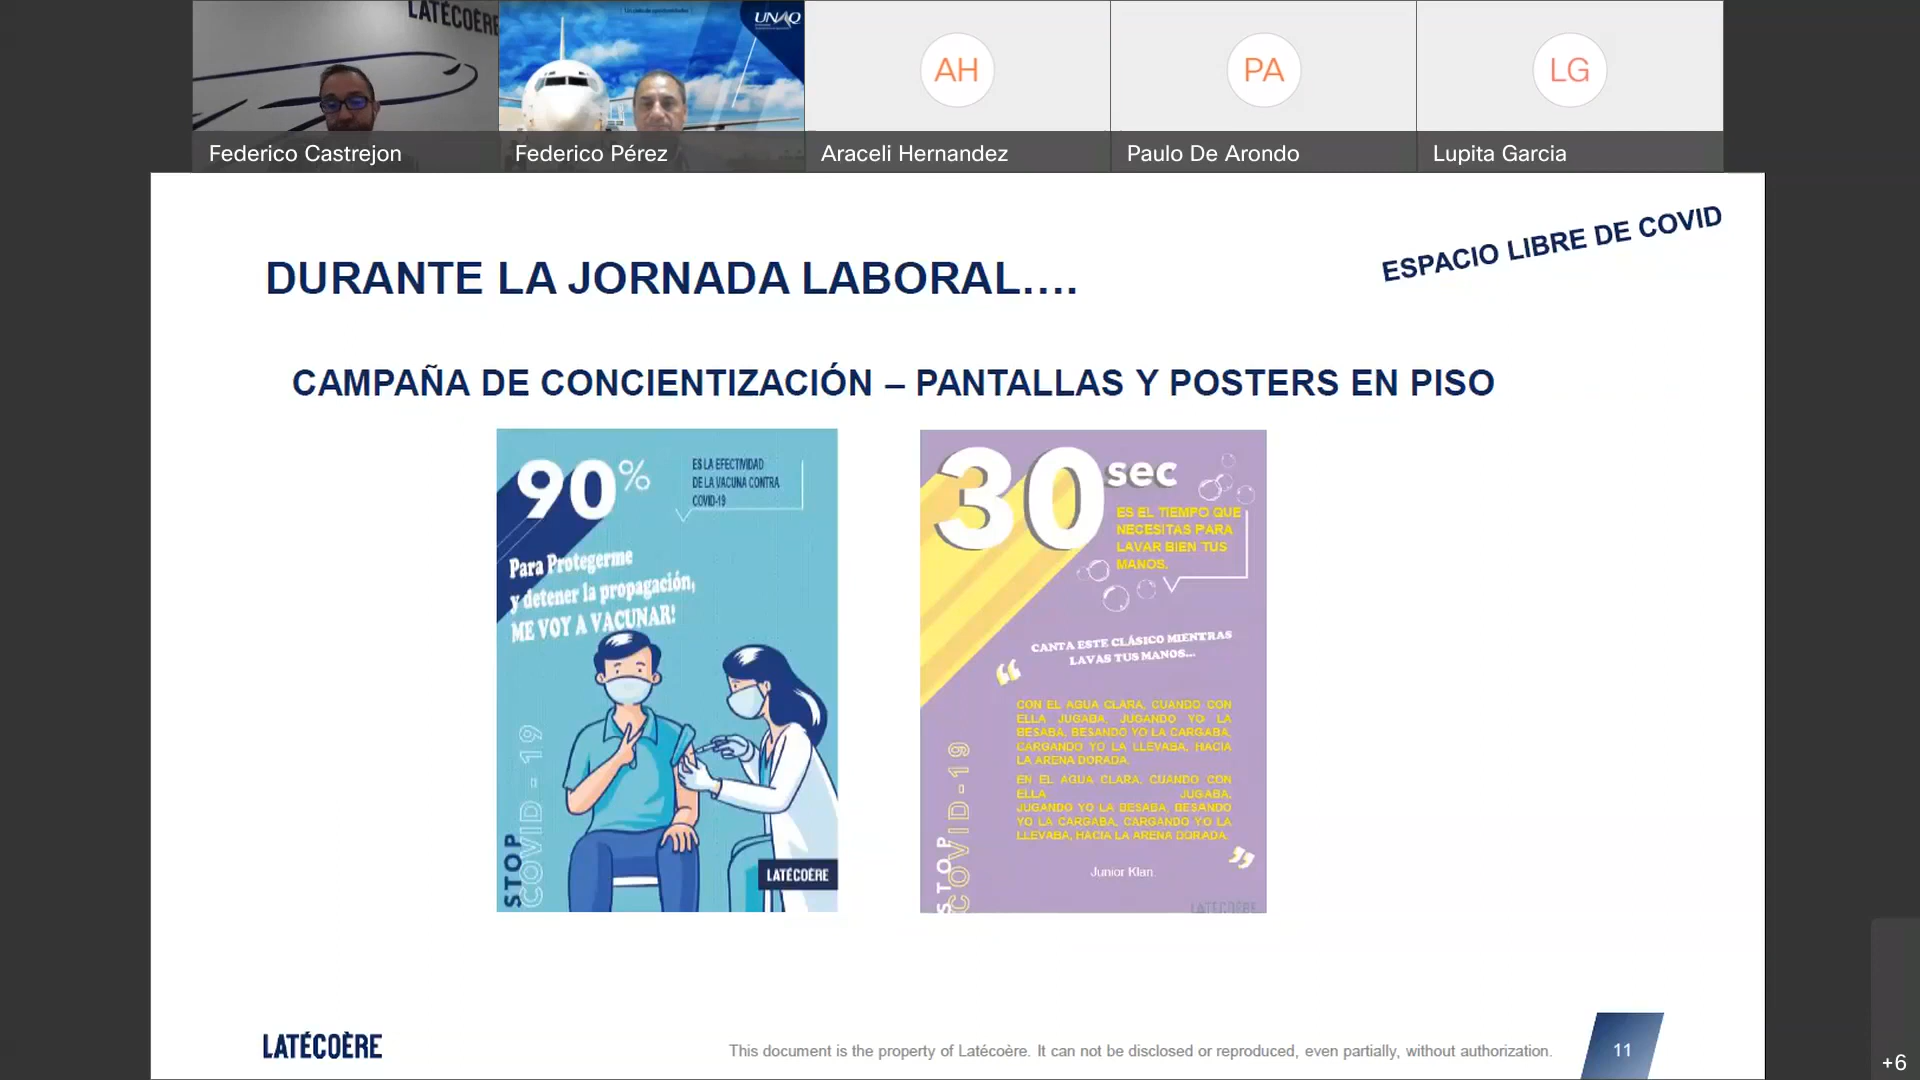 LATÉCOÈRE
UNAQ
AH
PA
LG
Federico Castrejon
Federico Pérez
Araceli Hernandez
Paulo De Arondo
Lupita Garcia
ESPACIO LIBRE DE COVID
DURANTE LA JORNADA LABORAL....
CAMPAÑA DE CONCIENTIZACIÓN – PANTALLAS Y POSTERS EN PISO
90%
ES LA EFECTIVIDAD
DE LA VACUNA CONTRA
COVID-19
Para Protegerme
y detener la propagación,
ME VOY A VACUNAR!
STOP
COVID-19
LATÉCOÈRE
30 sec
ES EL TIEMPO QUE
NECESITAS PARA
LAVAR BIEN TUS
MANOS.
CANTA ESTE CLÁSICO MIENTRAS
LAVAS TUS MANOS...
“
CON EL AGUA CLARA, CUANDO CON
ELLA JUGABA, JUGANDO YO LA
BESABA, BESANDO YO LA CARGABA,
CARGANDO YO LA LLEVABA, HACIA
LA ARENA DORADA.
EN EL AGUA CLARA, CUANDO CON
ELLA JUGABA,
JUGANDO YO LA BESABA, BESANDO
YO LA CARGABA, CARGANDO YO LA
LLEVABA, HACIA LA ARENA DORADA.
”
Junior Klan.
STOP
COVID-19
LATÉCOÈRE
LATÉCOÈRE
This document is the property of Latécoère. It can not be disclosed or reproduced, even partially, without authorization.
11
+6